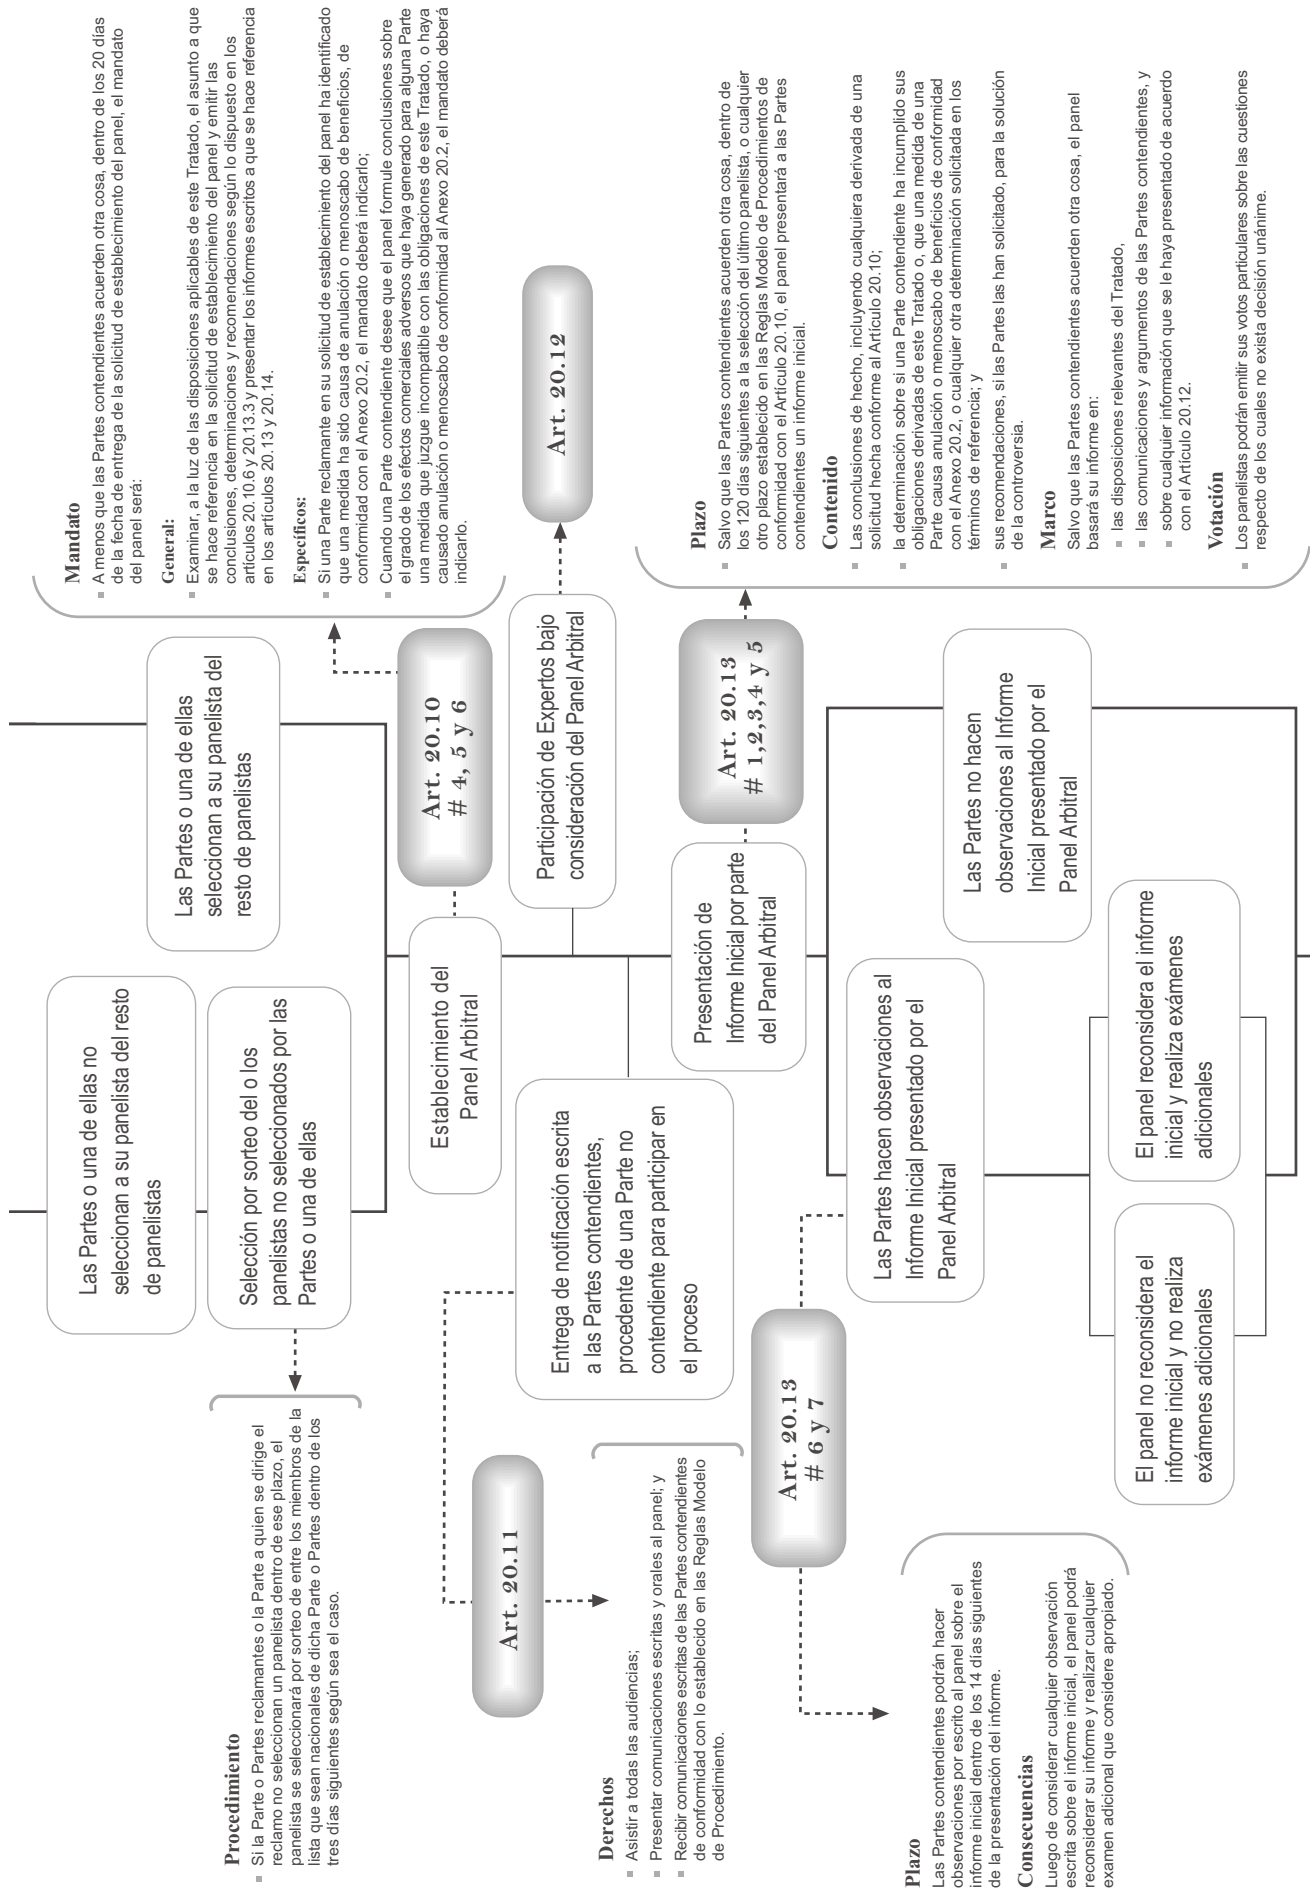 Procedimiento
Si la Parte o Partes reclamantes o la Parte a quien se dirige el
reclamo no seleccionan un panelista dentro de ese plazo, el
panelista se seleccionará por sorteo de entre los miembros de la
lista que sean nacionales de dicha Parte o Partes dentro de los
tres días siguientes según sea el caso.
Las Partes o una de ellas no
seleccionan a su panelista del resto
de panelistas
Selección por sorteo del o los
panelistas no seleccionados por las
Partes o una de ellas
Las Partes o una de ellas
seleccionan a su panelista del
resto de panelistas
Mandato
A menos que las Partes contendientes acuerden otra cosa, dentro de los 20 días
de la fecha de entrega de la solicitud de establecimiento del panel, el mandato
del panel será:
General:
Examinar, a la luz de las disposiciones aplicables de este Tratado, el asunto a que
se hace referencia en la solicitud de establecimiento del panel y emitir las
conclusiones, determinaciones y recomendaciones según lo dispuesto en los
artículos 20.10.6 y 20.13.3 y presentar los informes escritos a que se hace referencia
en los artículos 20.13 y 20.14.
Específicos:
Si una Parte reclamante en su solicitud de establecimiento del panel ha identificado
que una medida ha sido causa de anulación o menoscabo de beneficios, de
conformidad con el Anexo 20.2, el mandato deberá indicarlo;
Cuando una Parte contendiente desee que el panel formule conclusiones sobre
el grado de los efectos comerciales adversos que haya generado para alguna Parte
una medida que juzgue incompatible con las obligaciones de este Tratado, o haya
causado anulación o menoscabo de conformidad al Anexo 20.2, el mandato deberá
indicarlo.
Establecimiento del
Panel Arbitral
Art. 20.10
# 4, 5 y 6
Art. 20.11
Entrega de notificación escrita
a las Partes contendientes,
procedente de una Parte no
contendiente para participar en
el proceso
Participación de Expertos bajo
consideración del Panel Arbitral
Art. 20.12
Derechos
Asistir a todas las audiencias;
Presentar comunicaciones escritas y orales al panel; y
Recibir comunicaciones escritas de las Partes contendientes
de conformidad con lo establecido en las Reglas Modelo
de Procedimiento.
Presentación de
Informe Inicial por parte
del Panel Arbitral
Art. 20.13
# 1,2,3,4 y 5
Plazo
Salvo que las Partes contendientes acuerden otra cosa, dentro de
los 120 días siguientes a la selección del último panelista, o cualquier
otro plazo establecido en las Reglas Modelo de Procedimientos de
conformidad con el Artículo 20.10, el panel presentará a las Partes
contendientes un informe inicial.
Contenido
Las conclusiones de hecho, incluyendo cualquiera derivada de una
solicitud hecha conforme al Artículo 20.10;
la determinación sobre si una Parte contendiente ha incumplido sus
obligaciones derivadas de este Tratado o, que una medida de una
Parte causa anulación o menoscabo de beneficios de conformidad
con el Anexo 20.2, o cualquier otra determinación solicitada en los
términos de referencia; y
sus recomendaciones, si las Partes las han solicitado, para la solución
de la controversia.
Marco
Salvo que las Partes contendientes acuerden otra cosa, el panel
basará su informe en:
las disposiciones relevantes del Tratado,
las comunicaciones y argumentos de las Partes contendientes, y
sobre cualquier información que se le haya presentado de acuerdo
con el Artículo 20.12.
Votación
Los panelistas podrán emitir sus votos particulares sobre las cuestiones
respecto de los cuales no exista decisión unánime.
Art. 20.13
# 6 y 7
Las Partes hacen observaciones al
Informe Inicial presentado por el
Panel Arbitral
Las Partes no hacen
observaciones al Informe
Inicial presentado por el
Panel Arbitral
Plazo
Las Partes contendientes podrán hacer
observaciones por escrito al panel sobre el
informe inicial dentro de los 14 días siguientes
de la presentación del informe.
Consecuencias
Luego de considerar cualquier observación
escrita sobre el informe inicial, el panel podrá
reconsiderar su informe y realizar cualquier
examen adicional que considere apropiado.
El panel no reconsidera el
informe inicial y no realiza
exámenes adicionales
El panel reconsidera el informe
inicial y realiza exámenes
adicionales